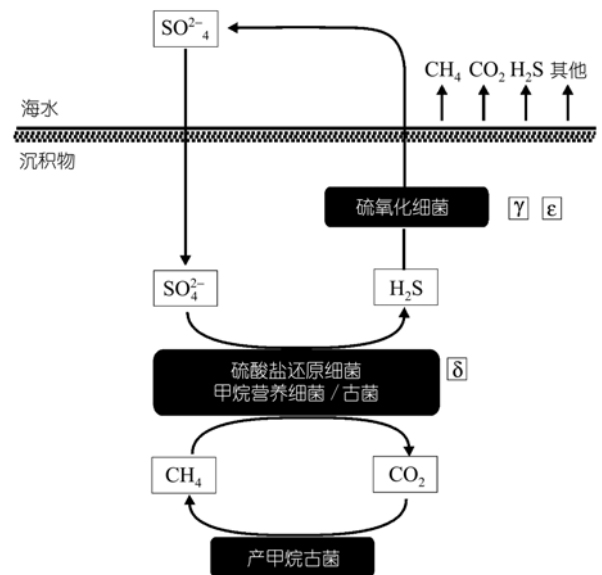 SO²⁻₄
CH₄ CO₂ H₂S 其他
海水
沉积物
硫氧化细菌 γ ε
SO₄²⁻ H₂S
硫酸盐还原细菌
甲烷营养细菌/古菌
δ
CH₄ CO₂
产甲烷古菌